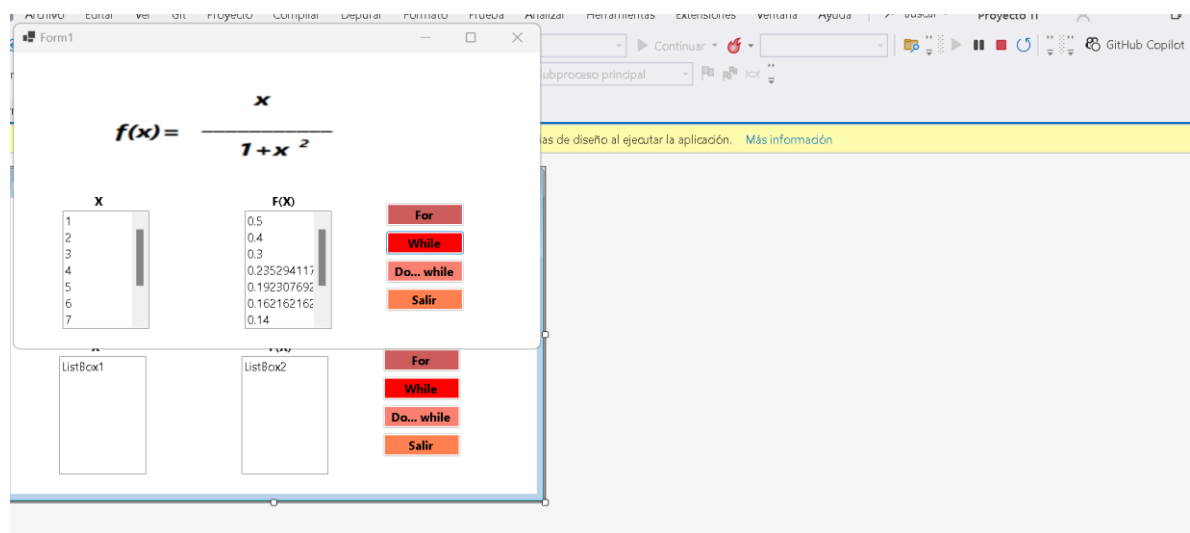 Archivo Editar Ver Git Proyecto Compilar Depurar Formato Prueba Analizar Herramientas Extensiones Ventana Ayuda Buscar Proyecto 11
Form1
Continuar
GitHub Copilot
ubproceso principal
x
f(x) =
1+x 2
ias de diseño al ejecutar la aplicación. Más información
X F(X)
1
2
3
4
5
6
7
0.5
0.4
0.3
0.235294117
0.192307692
0.162162162
0.14
For
While
Do... while
Salir
ListBox1
ListBox2
For
While
Do... while
Salir